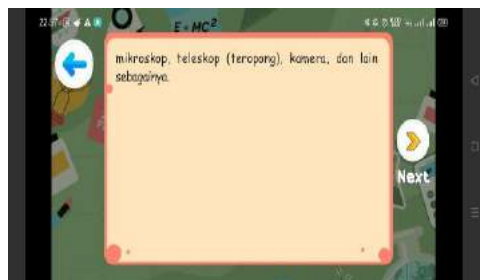 E = MC²
mikroskop, teleskop (teropong), kamera, dan lain
sebagainya.
Next